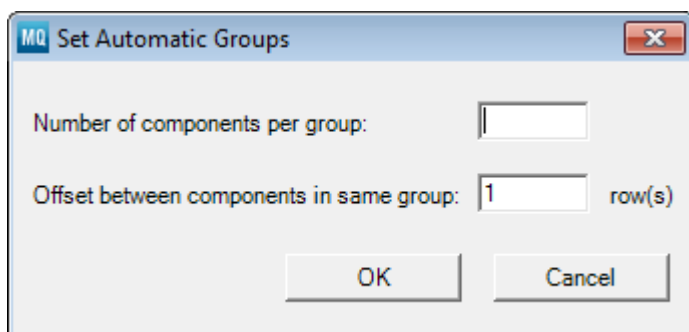 MQ Set Automatic Groups
Number of components per group:
Offset between components in same group: 1 row(s)
OK Cancel